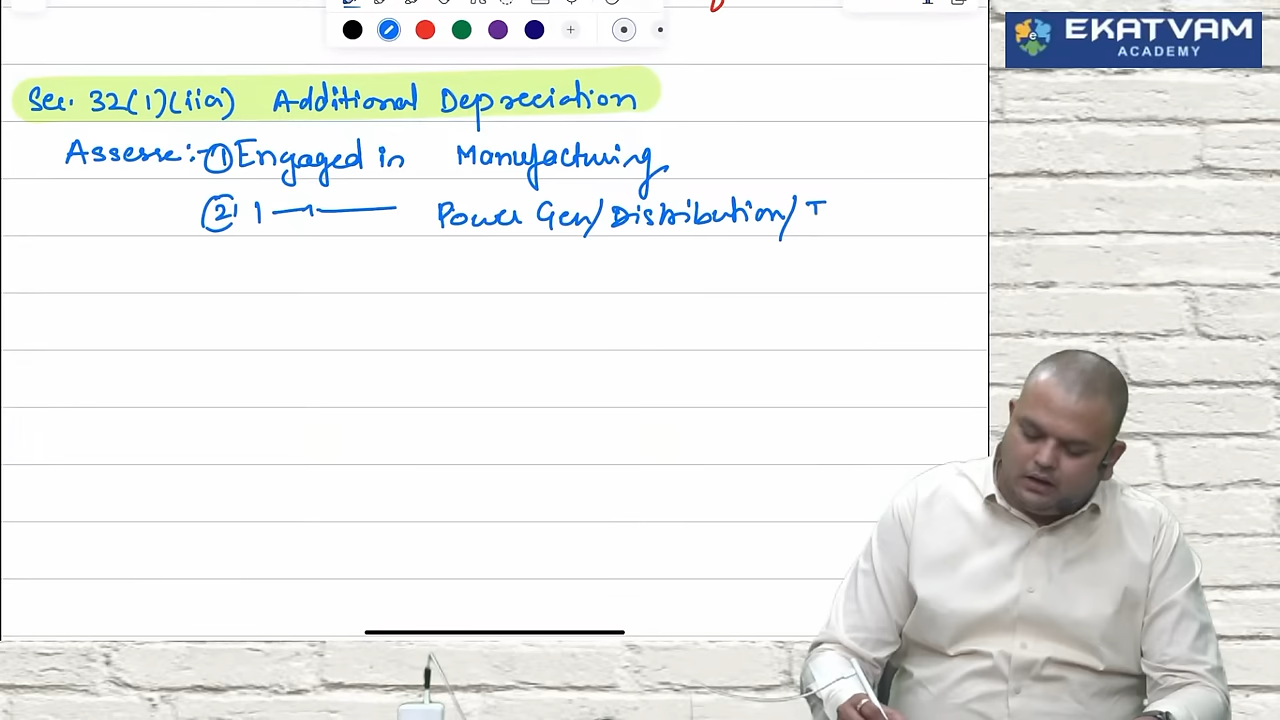 EKATVAM
ACADEMY
Sec. 32(1)(iia) Additional Depreciation
Assesse:- ① Engaged in Manufacturing
② 1 Power Gen/ Distribution/ T